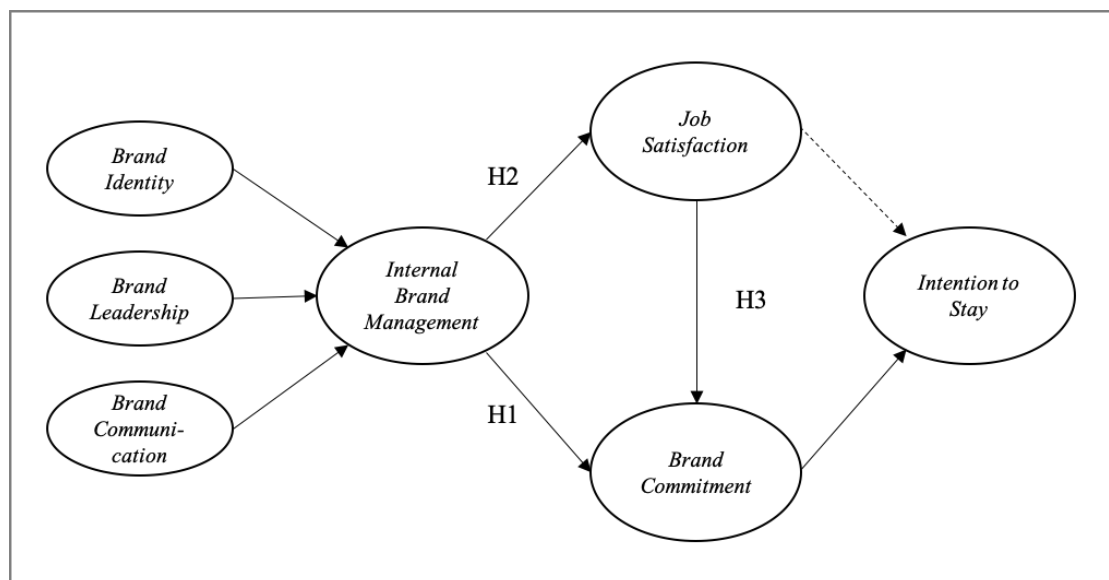 Brand
Identity
Brand
Leadership
Brand
Communi-
cation
Internal
Brand
Management
H2
H1
Job
Satisfaction
H3
Brand
Commitment
Intention to
Stay